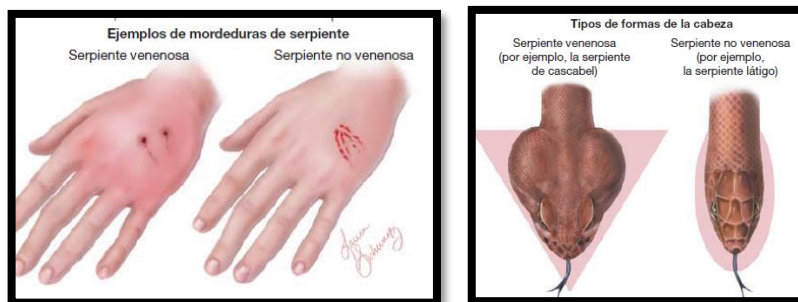 Ejemplos de mordeduras de serpiente
Serpiente venenosa
Serpiente no venenosa
Tipos de formas de la cabeza
Serpiente venenosa
(por ejemplo, la serpiente
de cascabel)
Serpiente no venenosa
(por ejemplo,
la serpiente látigo)